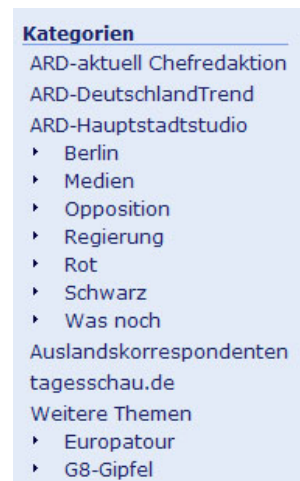 Kategorien
ARD-aktuell Chefredaktion
ARD-DeutschlandTrend
ARD-Hauptstadtstudio
Berlin
Medien
Opposition
Regierung
Rot
Schwarz
Was noch
Auslandskorrespondenten
tagesschau.de
Weitere Themen
Europatour
G8-Gipfel